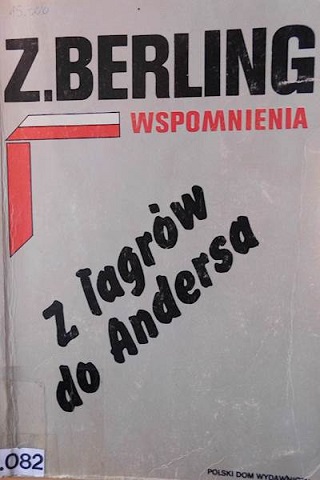 Z.BERLING
WSPOMNIENIA
Z łagrów
do Andersa
.082
POLSKI DOM